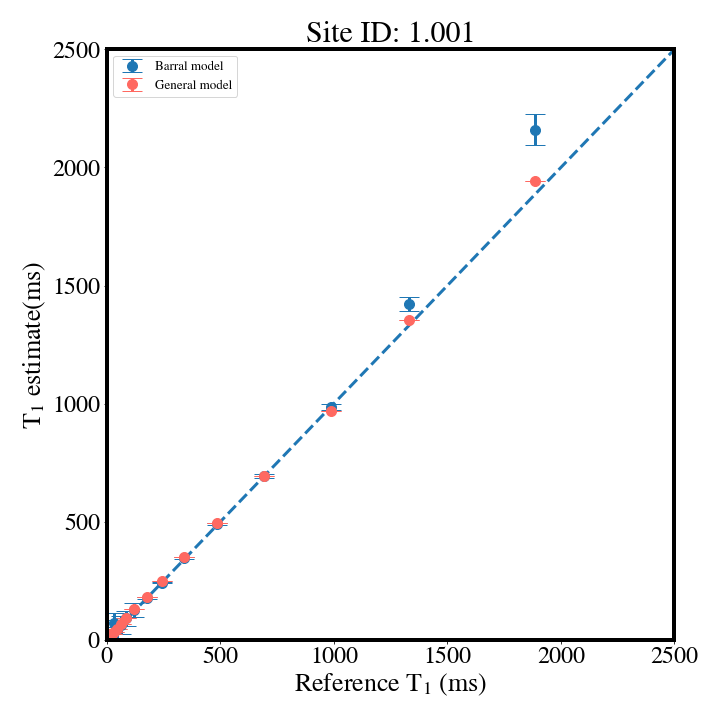 Site ID: 1.001
Barral model
General model
2500
2000
1500
1000
500
0
T₁ estimate(ms)
0 500 1000 1500 2000 2500
Reference T₁ (ms)